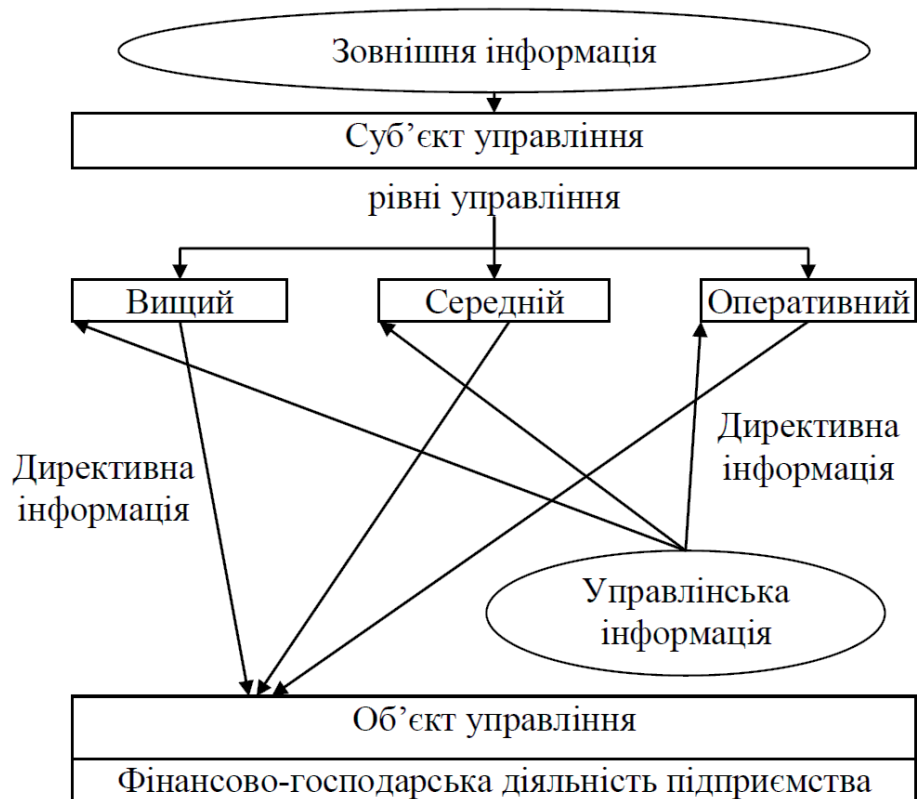 Зовнішня інформація
Суб’єкт управління
рівні управління
Вищий
Середній
Оперативний
Директивна
інформація
Директивна
інформація
Управлінська
інформація
Об’єкт управління
Фінансово-господарська діяльність підприємства